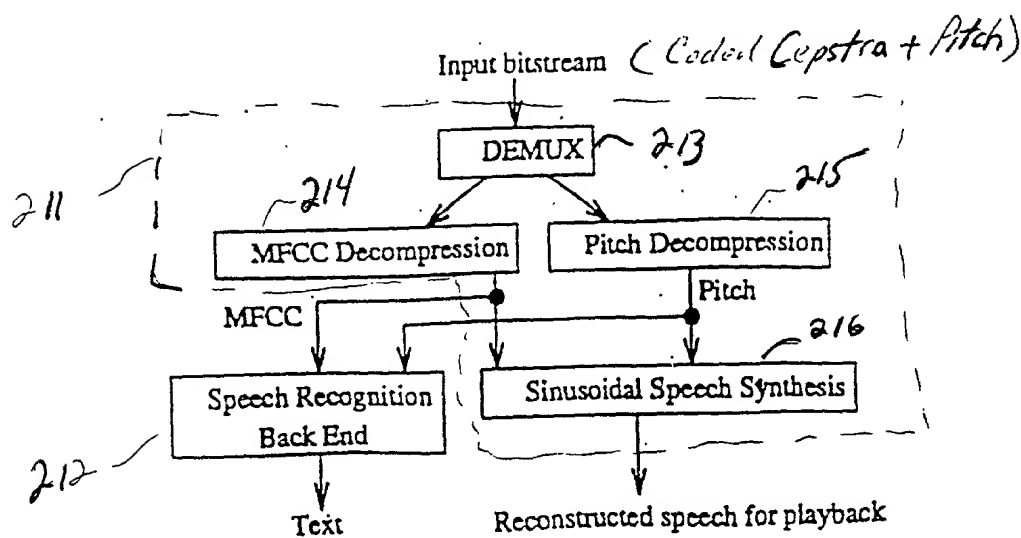 Input bitstream (Coded Cepstra + Pitch)
DEMUX
213
211
214
215
MFCC Decompression
Pitch Decompression
MFCC
Pitch
216
Speech Recognition
Back End
Sinusoidal Speech Synthesis
212
Text
Reconstructed speech for playback